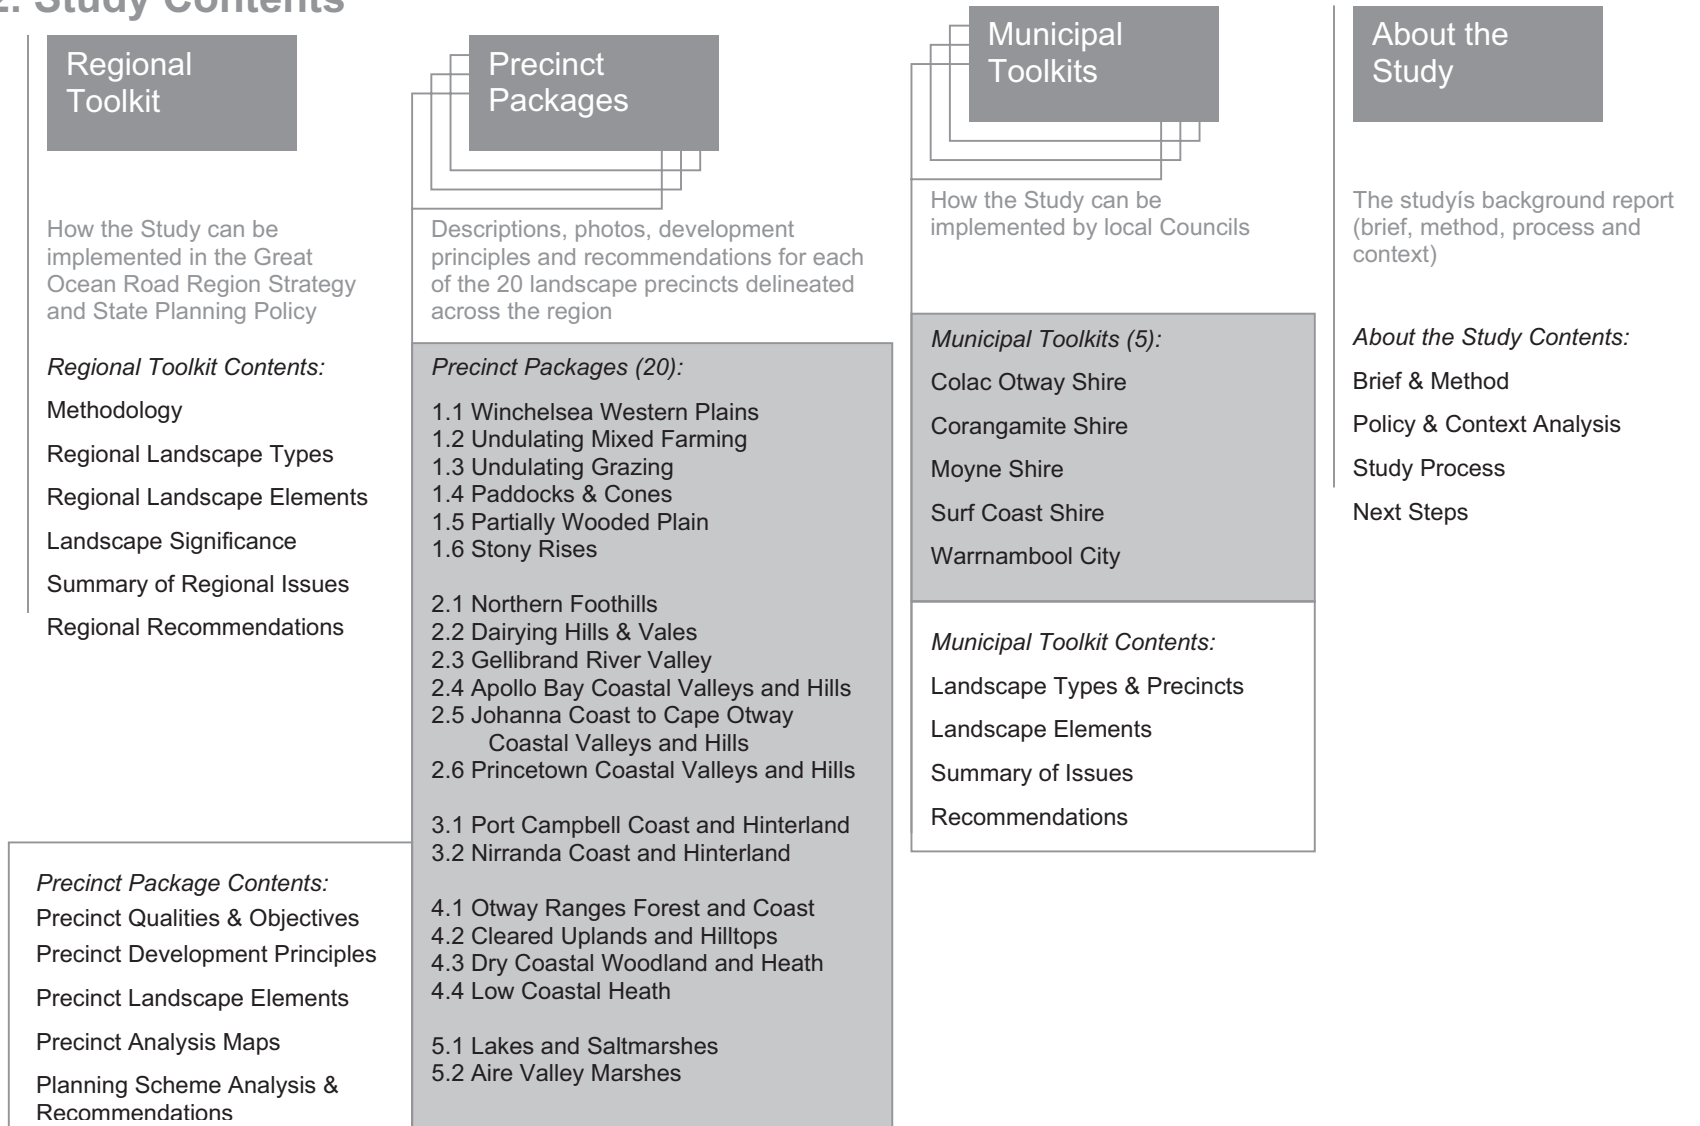 2. Study Contents
Regional
Toolkit
How the Study can be
implemented in the Great
Ocean Road Region Strategy
and State Planning Policy
Regional Toolkit Contents:
Methodology
Regional Landscape Types
Regional Landscape Elements
Landscape Significance
Summary of Regional Issues
Regional Recommendations
Precinct Package Contents:
Precinct Qualities & Objectives
Precinct Development Principles
Precinct Landscape Elements
Precinct Analysis Maps
Planning Scheme Analysis &
Recommendations
Precinct
Packages
Descriptions, photos, development
principles and recommendations for each
of the 20 landscape precincts delineated
across the region
Precinct Packages (20):
1.1 Winchelsea Western Plains
1.2 Undulating Mixed Farming
1.3 Undulating Grazing
1.4 Paddocks & Cones
1.5 Partially Wooded Plain
1.6 Stony Rises
2.1 Northern Foothills
2.2 Dairying Hills & Vales
2.3 Gellibrand River Valley
2.4 Apollo Bay Coastal Valleys and Hills
2.5 Johanna Coast to Cape Otway
Coastal Valleys and Hills
2.6 Princetown Coastal Valleys and Hills
3.1 Port Campbell Coast and Hinterland
3.2 Nirranda Coast and Hinterland
4.1 Otway Ranges Forest and Coast
4.2 Cleared Uplands and Hilltops
4.3 Dry Coastal Woodland and Heath
4.4 Low Coastal Heath
5.1 Lakes and Saltmarshes
5.2 Aire Valley Marshes
Municipal
Toolkits
How the Study can be
implemented by local Councils
Municipal Toolkits (5):
Colac Otway Shire
Corangamite Shire
Moyne Shire
Surf Coast Shire
Warrnambool City
Municipal Toolkit Contents:
Landscape Types & Precincts
Landscape Elements
Summary of Issues
Recommendations
About the
Study
The studyís background report
(brief, method, process and
context)
About the Study Contents:
Brief & Method
Policy & Context Analysis
Study Process
Next Steps